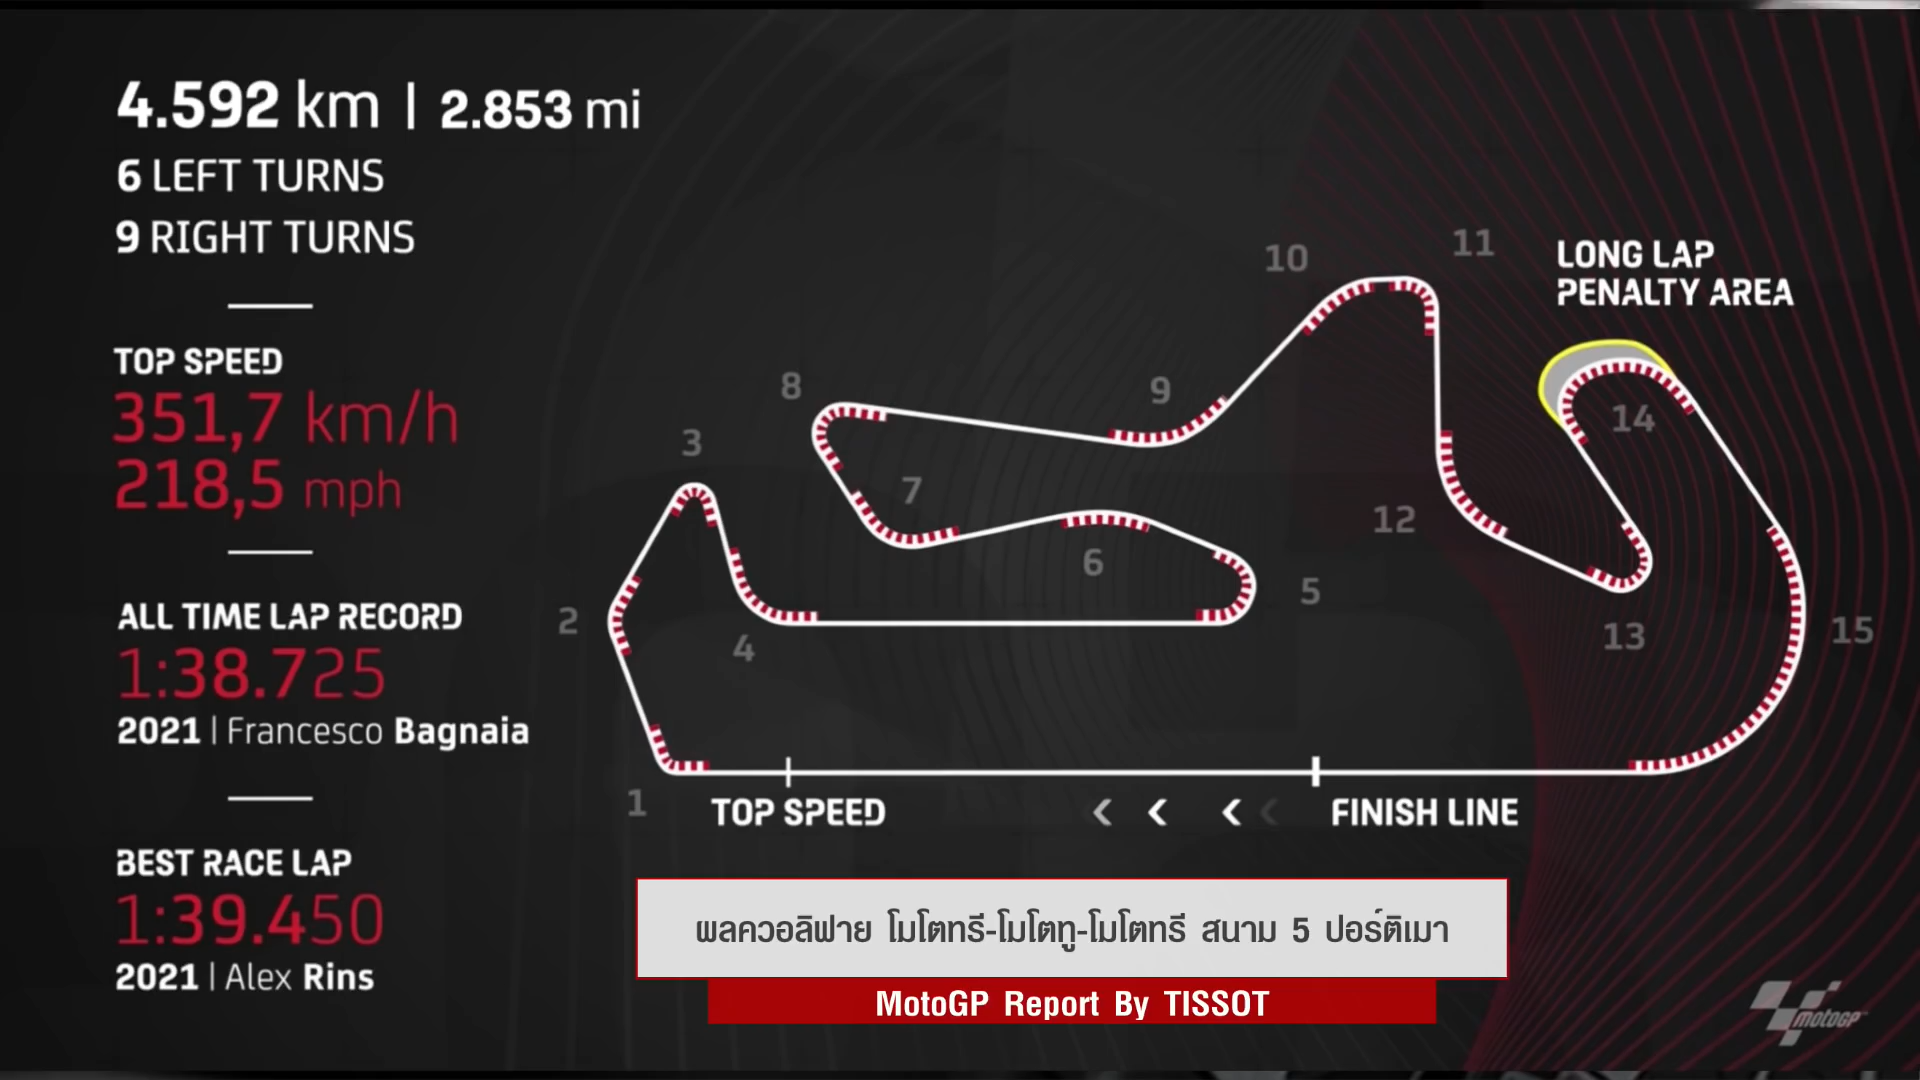 4.592 km | 2.853 mi
6 LEFT TURNS
9 RIGHT TURNS
TOP SPEED
351,7 km/h
218,5 mph
ALL TIME LAP RECORD
1:38.725
2021 | Francesco Bagnaia
BEST RACE LAP
1:39.450
2021 | Alex Rins
LONG LAP
PENALTY AREA
1
2
3
4
5
6
7
8
9
10
11
12
13
14
15
TOP SPEED
FINISH LINE
ผลควอลิฟาย โมโตทรี-โมโตทู-โมโตทรี สนาม 5 ปอร์ติเมา
MotoGP Report By TISSOT
motoGP